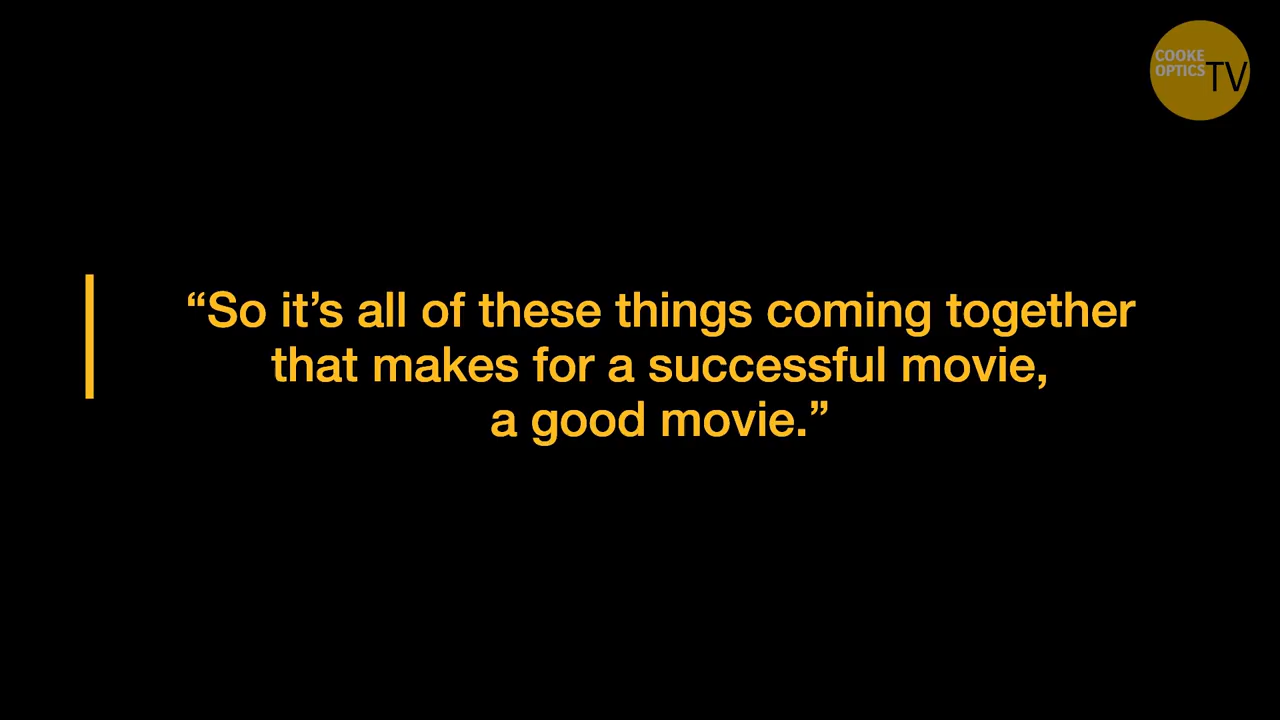 COOKE
OPTICS TV
“So it’s all of these things coming together
that makes for a successful movie,
a good movie.”